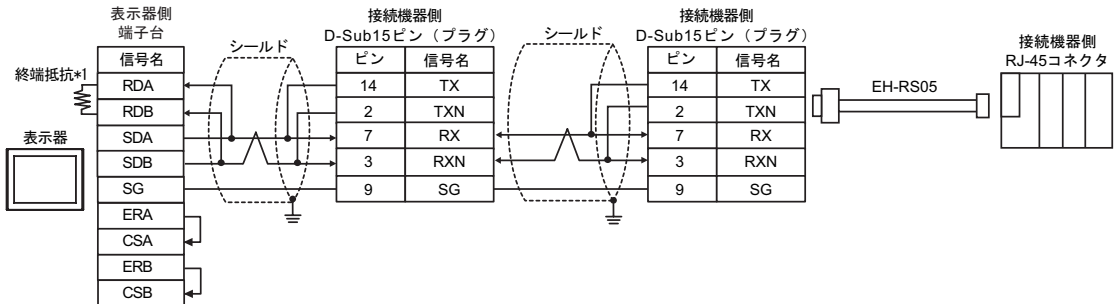 表示器側
端子台
信号名
終端抵抗*1
RDA
RDB
SDA
SDB
SG
ERA
CSA
ERB
CSB
表示器
シールド
接続機器側
D-Sub15ピン（プラグ）
ピン 信号名
14 TX
2 TXN
7 RX
3 RXN
9 SG
シールド
接続機器側
D-Sub15ピン（プラグ）
ピン 信号名
14 TX
2 TXN
7 RX
3 RXN
9 SG
EH-RS05
接続機器側
RJ-45コネクタ